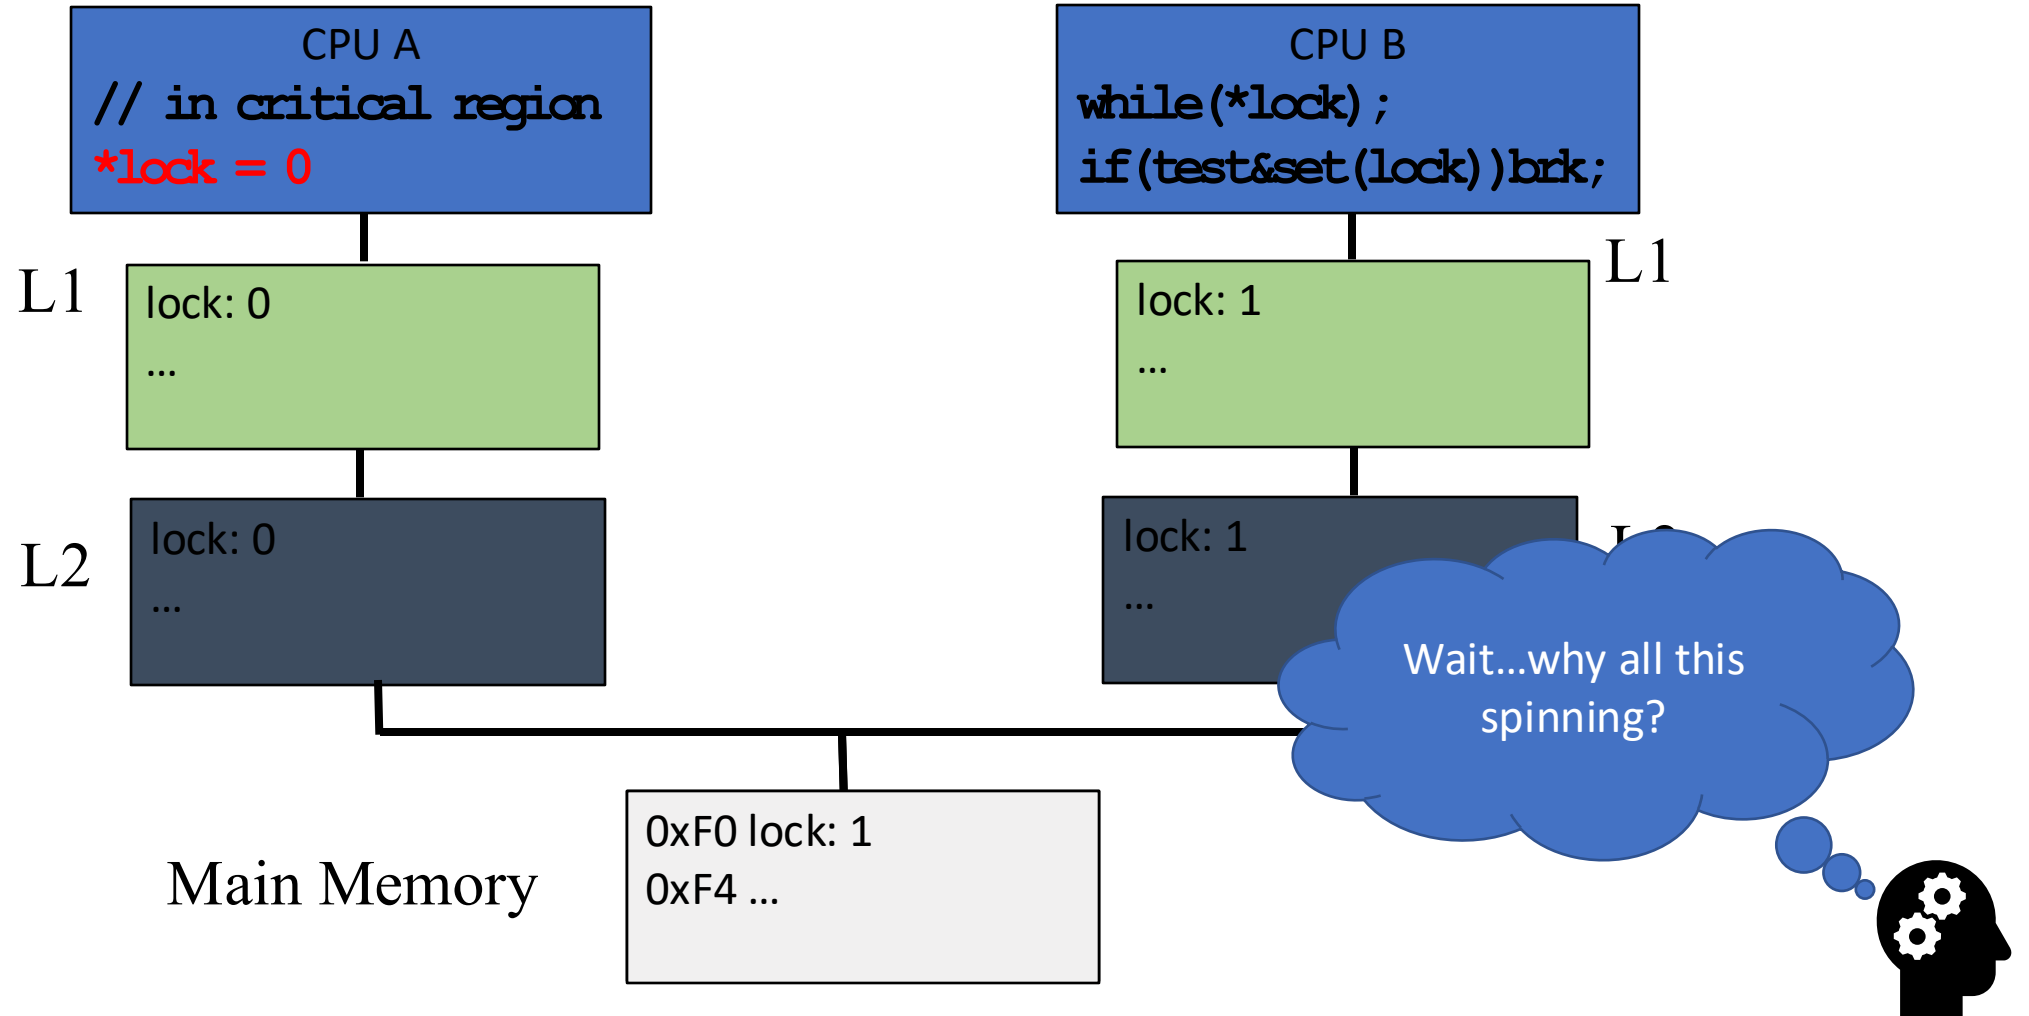 CPU A
// in critical region
*lock = 0
CPU B
while(*lock);
if(test&set(lock))brk;
L1
lock: 0
…
lock: 1
…
L1
L2
lock: 0
…
lock: 1
…
Wait…why all this
spinning?
Main Memory
0xF0 lock: 1
0xF4 …